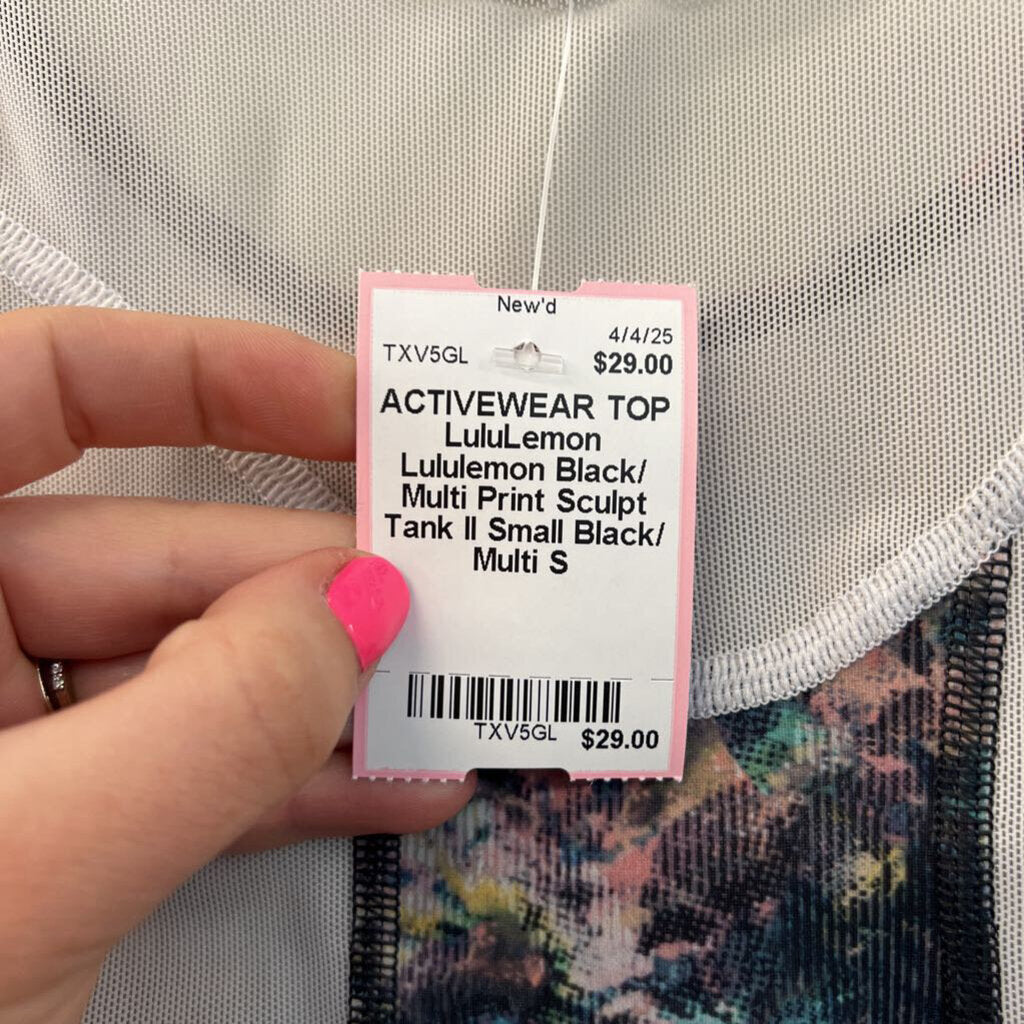 New'd
4/4/25
TXV5GL $29.00
ACTIVEWEAR TOP
LuluLemon
Lululemon Black/
Multi Print Sculpt
Tank II Small Black/
Multi S
TXV5GL $29.00